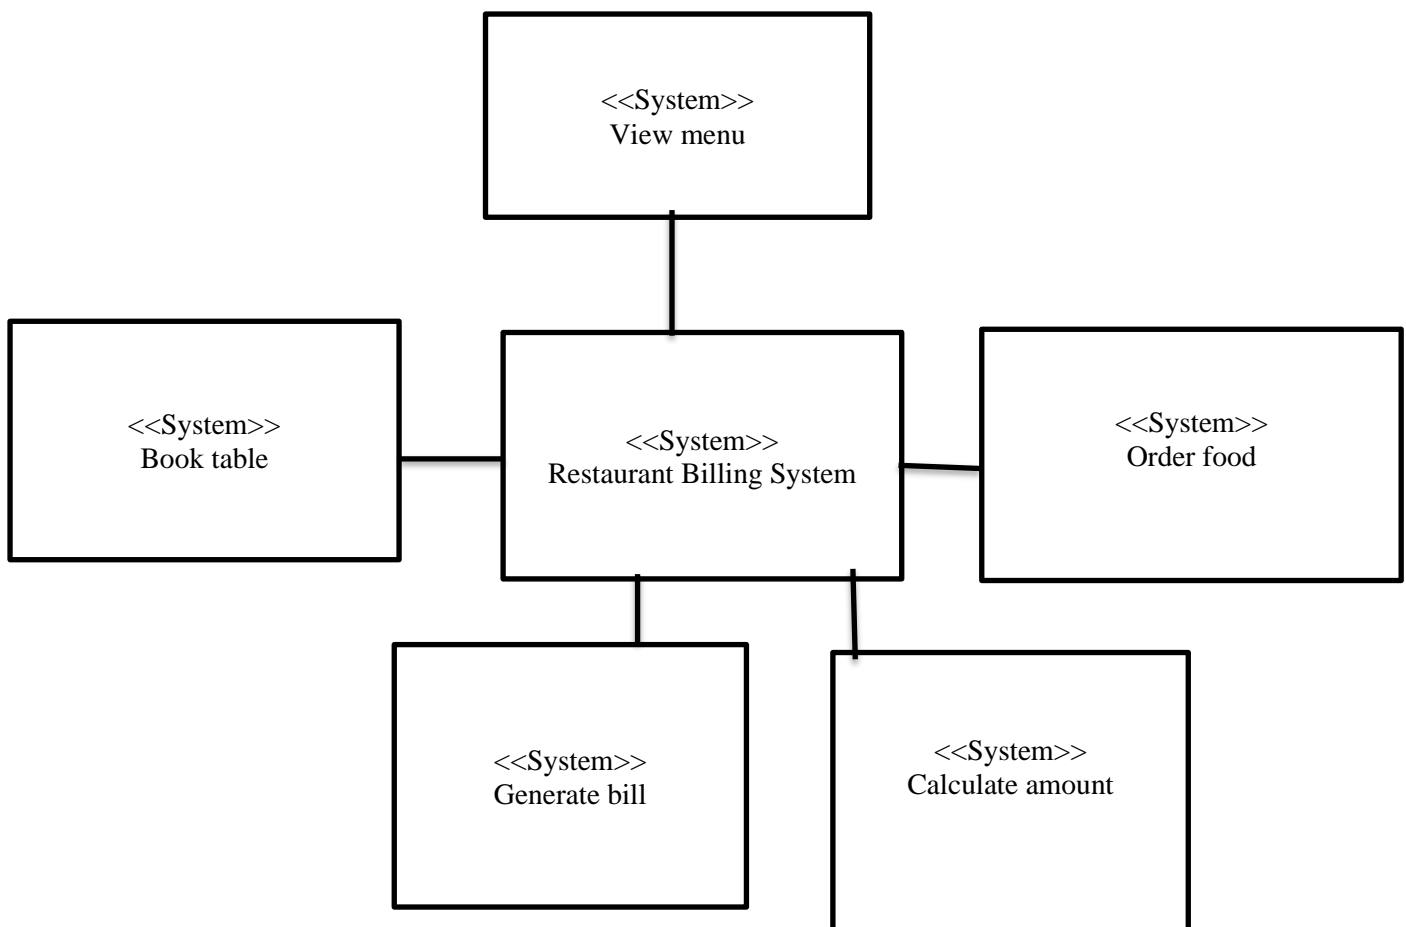 <<System>>
View menu
<<System>>
Book table
<<System>>
Restaurant Billing System
<<System>>
Order food
<<System>>
Generate bill
<<System>>
Calculate amount